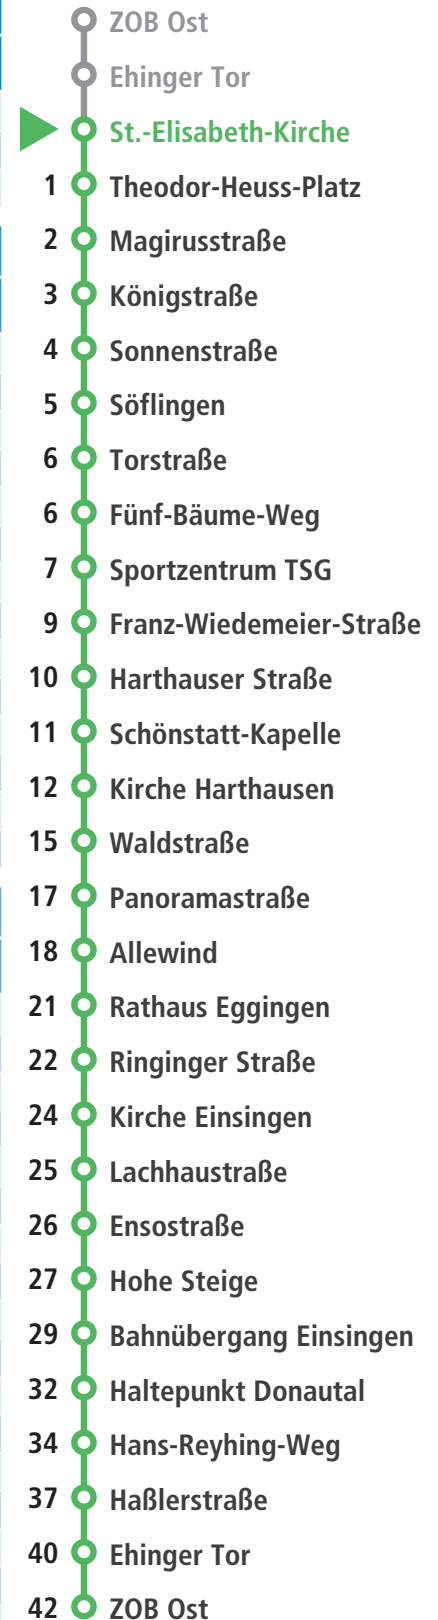 ZOB Ost
Ehinger Tor
St.-Elisabeth-Kirche
1 Theodor-Heuss-Platz
2 Magirusstraße
3 Königstraße
4 Sonnenstraße
5 Söflingen
6 Torstraße
6 Fünf-Bäume-Weg
7 Sportzentrum TSG
9 Franz-Wiedemeier-Straße
10 Harthauser Straße
11 Schönstatt-Kapelle
12 Kirche Harthausen
15 Waldstraße
17 Panoramastraße
18 Allewind
21 Rathaus Eggingen
22 Ringinger Straße
24 Kirche Einsingen
25 Lachhaustraße
26 Ensostraße
27 Hohe Steige
29 Bahnübergang Einsingen
32 Haltepunkt Donautal
34 Hans-Reyhing-Weg
37 Haßlerstraße
40 Ehinger Tor
42 ZOB Ost